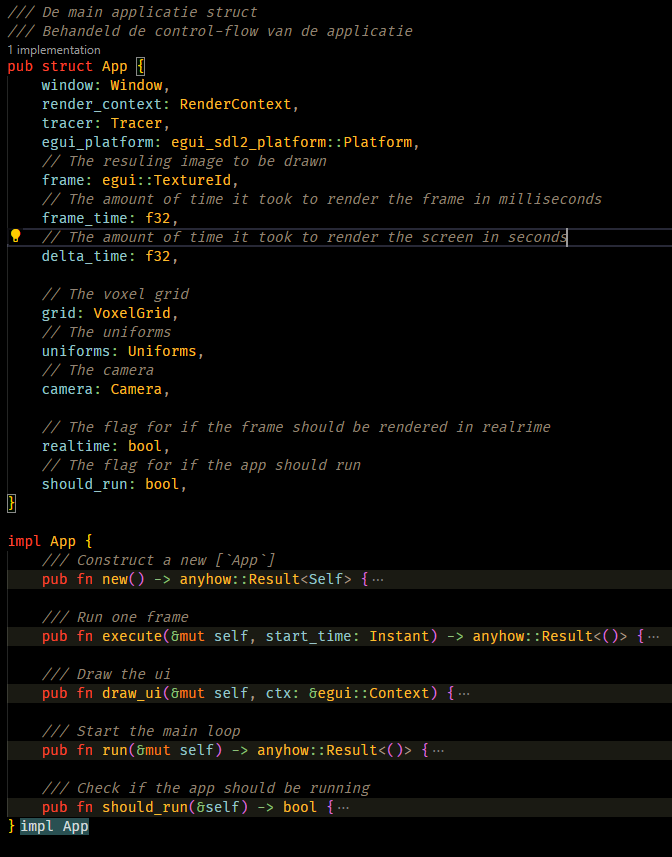 /// De main applicatie struct
/// Behandeld de control-flow van de applicatie
1 implementation
pub struct App {
    window: Window,
    render_context: RenderContext,
    tracer: Tracer,
    egui_platform: egui_sdl2_platform::Platform,
    // The resuling image to be drawn
    frame: egui::TextureId,
    // The amount of time it took to render the frame in milliseconds
    frame_time: f32,
    // The amount of time it took to render the screen in seconds
    delta_time: f32,

    // The voxel grid
    grid: VoxelGrid,
    // The uniforms
    uniforms: Uniforms,
    // The camera
    camera: Camera,

    // The flag for if the frame should be rendered in realrime
    realtime: bool,
    // The flag for if the app should run
    should_run: bool,
}

impl App {
    /// Construct a new [`App`]
    pub fn new() -> anyhow::Result<Self> {⋯

    /// Run one frame
    pub fn execute(&mut self, start_time: Instant) -> anyhow::Result<()> {⋯

    /// Draw the ui
    pub fn draw_ui(&mut self, ctx: &egui::Context) {⋯

    /// Start the main loop
    pub fn run(&mut self) -> anyhow::Result<()> {⋯

    /// Check if the app should be running
    pub fn should_run(&self) -> bool {⋯
} impl App